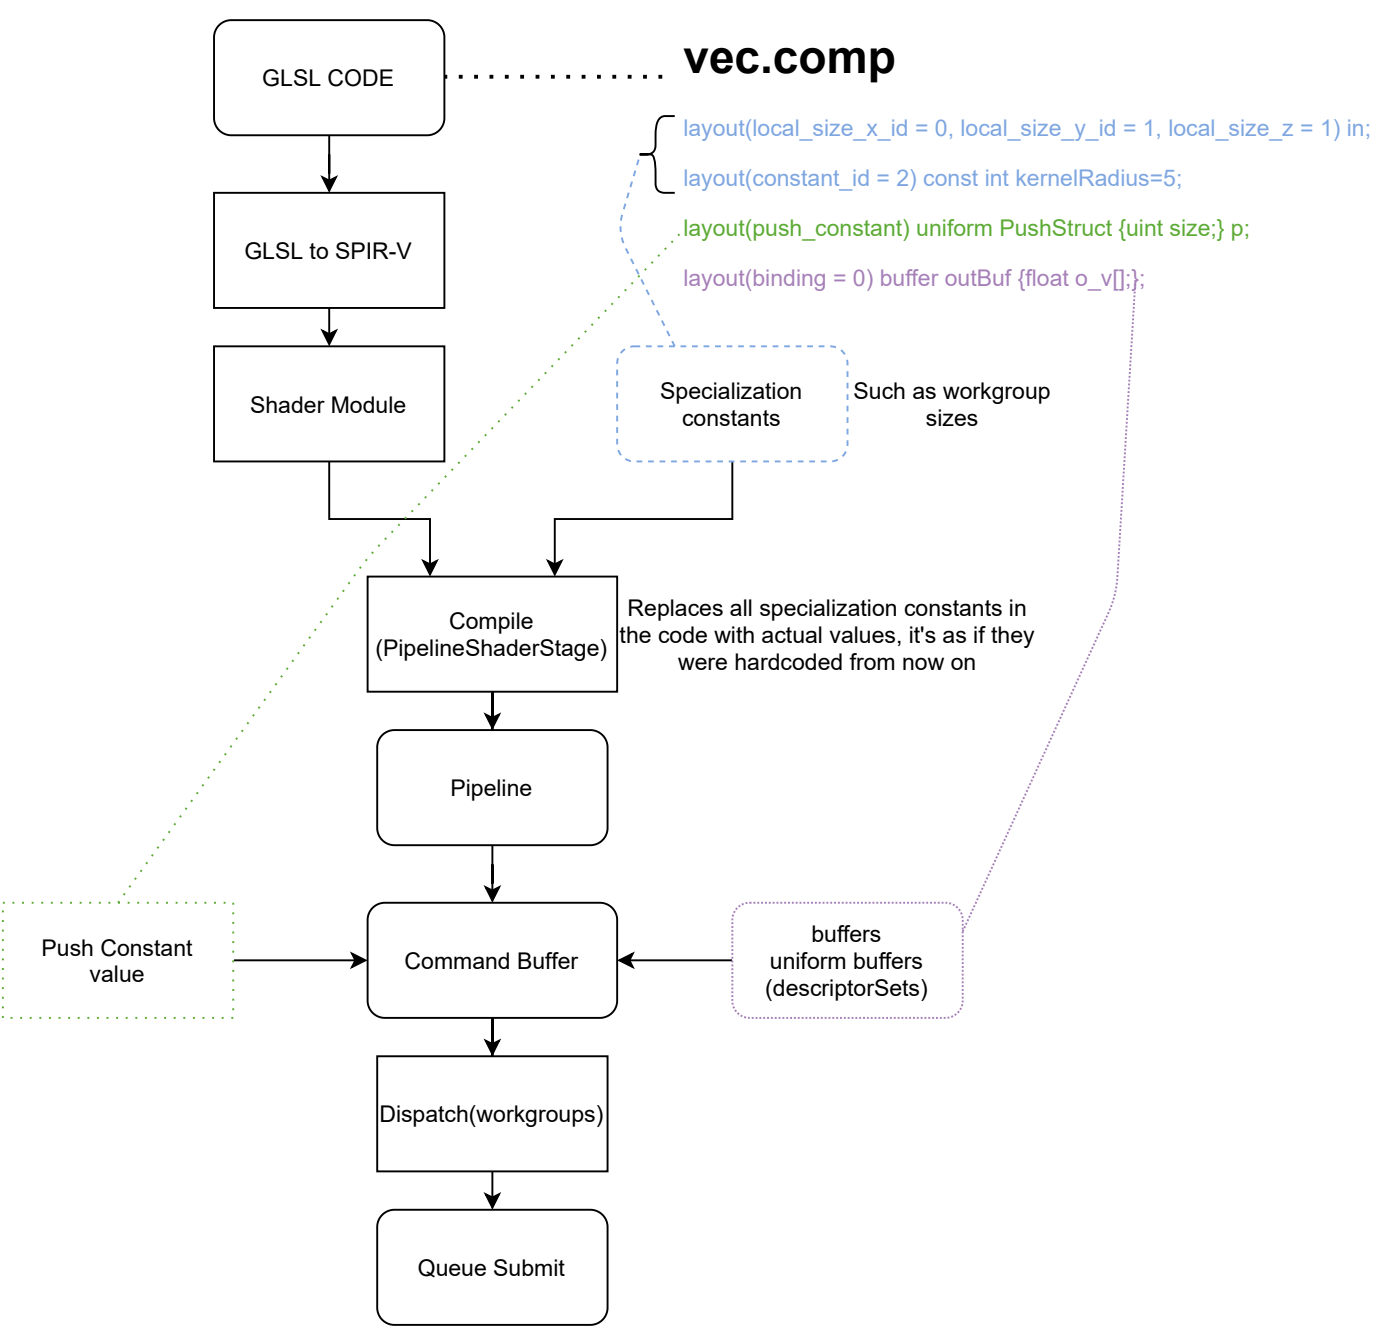 GLSL CODE
vec.comp
layout(local_size_x_id = 0, local_size_y_id = 1, local_size_z = 1) in;
layout(constant_id = 2) const int kernelRadius=5;
layout(push_constant) uniform PushStruct {uint size;} p;
layout(binding = 0) buffer outBuf {float o_v[];};
GLSL to SPIR-V
Shader Module
Specialization
constants
Such as workgroup
sizes
Compile
(PipelineShaderStage)
Replaces all specialization constants in
the code with actual values, it's as if they
were hardcoded from now on
Pipeline
Push Constant
value
Command Buffer
buffers
uniform buffers
(descriptorSets)
Dispatch(workgroups)
Queue Submit